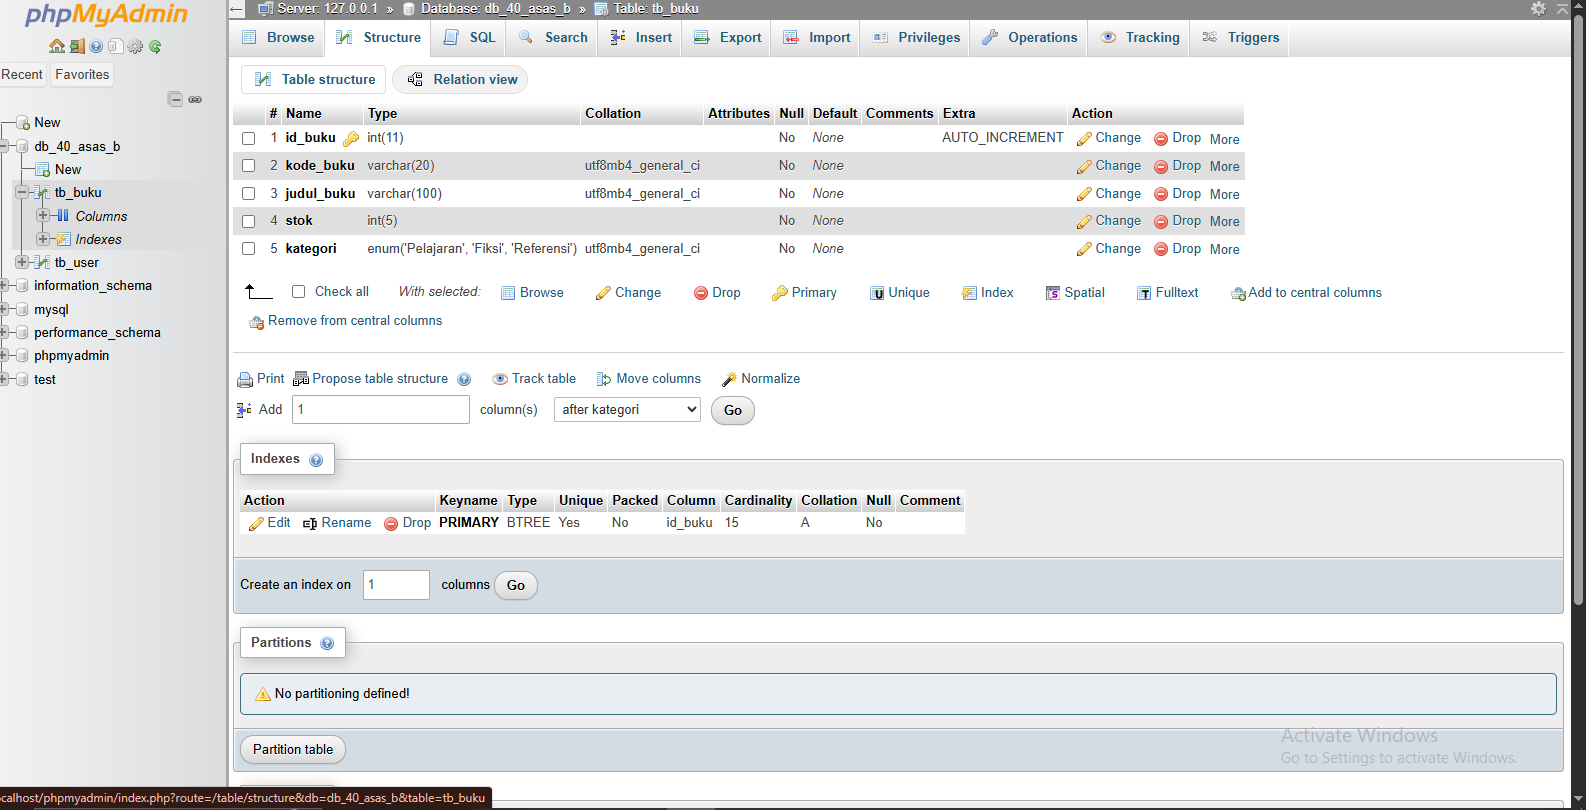 phpMyAdmin
Recent Favorites
New
db_40_asas_b
New
tb_buku
Columns
Indexes
tb_user
information_schema
mysql
performance_schema
phpmyadmin
test
Server: 127.0.0.1 » Database: db_40_asas_b » Table: tb_buku
Browse Structure SQL Search Insert Export Import Privileges Operations Tracking Triggers
Table structure Relation view
# Name Type Collation Attributes Null Default Comments Extra Action
1 id_buku int(11) No None AUTO_INCREMENT Change Drop More
2 kode_buku varchar(20) utf8mb4_general_ci No None Change Drop More
3 judul_buku varchar(100) utf8mb4_general_ci No None Change Drop More
4 stok int(5) No None Change Drop More
5 kategori enum('Pelajaran', 'Fiksi', 'Referensi') utf8mb4_general_ci No None Change Drop More
Check all With selected: Browse Change Drop Primary Unique Index Spatial Fulltext Add to central columns
Remove from central columns
Print Propose table structure Track table Move columns Normalize
Add 1 column(s) after kategori Go
Indexes
Action Keyname Type Unique Packed Column Cardinality Collation Null Comment
Edit Rename Drop PRIMARY BTREE Yes No id_buku 15 A No
Create an index on 1 columns Go
Partitions
No partitioning defined!
Partition table
Activate Windows
Go to Settings to activate Windows.
ocalhost/phpmyadmin/index.php?route=/table/structure&db=db_40_asas_b&table=tb_buku